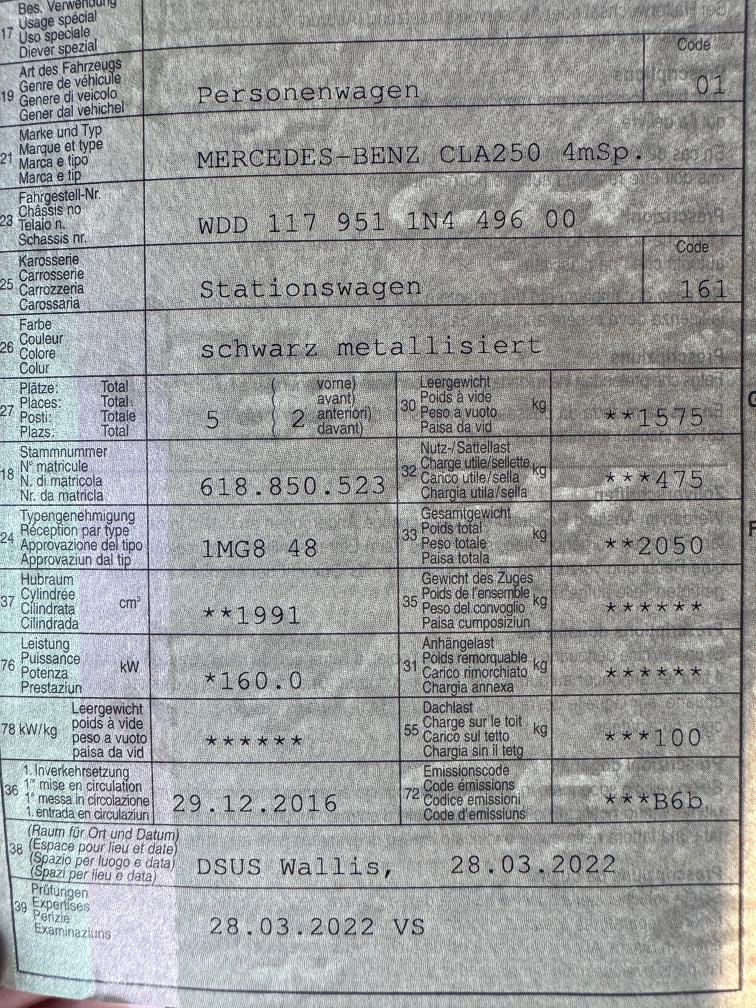 Bes. Verwendung
17 Usage spécial
Uso speciale
Diever spezial
19 Art des Fahrzeugs
Genre de véhicule
Genere di veicolo
Gener dal vehichel
Personenwagen
Code
01
21 Marke und Typ
Marque et type
Marca e tipo
Marca e tip
MERCEDES-BENZ CLA250 4mSp.
23 Fahrgestell-Nr.
Châssis no
Telaio n.
Schassis nr.
WDD 117 951 1N4 496 00
25 Karosserie
Carrosserie
Carrozzeria
Carossaria
Stationswagen
Code
161
26 Farbe
Couleur
Colore
Colur
schwarz metallisiert
27 Plätze: Total
Places: Total:
Posti: Totale
Plazs: Total
5 ( 2 vorne)
avant)
anteriori)
davant)
30 Leergewicht
Poids à vide kg
Peso a vuoto
Paisa da vid
**1575
18 Stammnummer
N° matricule
N. di matricola
Nr. da matricla
618.850.523
32 Nutz-/Sattellast
Charge utile/sellette kg
Carico utile/sella
Chargia utila/sella
***475
24 Typengenehmigung
Réception par type
Approvazione del tipo
Approvaziun dal tip
1MG8 48
33 Gesamtgewicht
Poids total kg
Peso totale
Paisa totala
**2050
37 Hubraum
Cylindrée cm³
Cilindrata
Cilindrada
**1991
35 Gewicht des Zuges
Poids de l'ensemble kg
Peso del convoglio
Paisa cumposiziun
******
76 Leistung
Puissance kW
Potenza
Prestaziun
*160.0
31 Anhängelast
Poids remorquable kg
Carico rimorchiato
Chargia annexa
******
78 kW/kg Leergewicht
poids à vide
peso a vuoto
paisa da vid
******
55 Dachlast
Charge sur le toit kg
Carico sul tetto
Chargia sin il tetg
***100
36 1. Inverkehrsetzung
1re mise en circulation
1a messa in circolazione
1. entrada en circulaziun
29.12.2016
72 Emissionscode
Code émissions
Codice emissioni
Code d'emissiuns
***B6b
38 (Raum für Ort und Datum)
(Espace pour lieu et date)
(Spazio per luogo e data)
(Spazi per lieu e data)
DSUS Wallis, 28.03.2022
39 Prüfungen
Expertises
Perizie
Examinaziuns
28.03.2022 VS